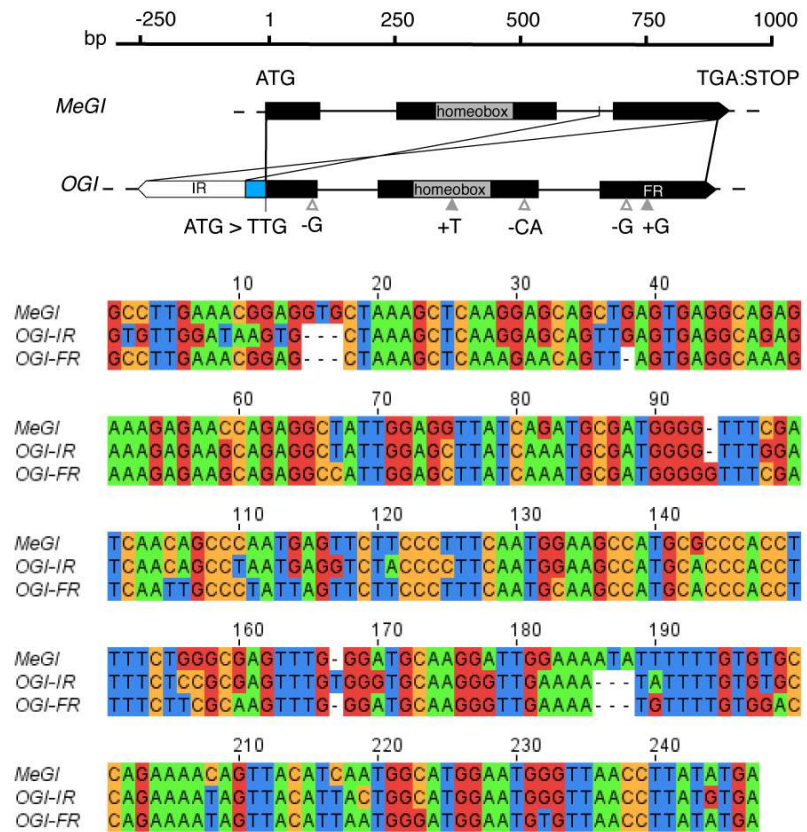 -250 1 250 500 750 1000
bp
ATG TGA:STOP
MeGI homeobox
OGI IR homeobox FR
ATG > TTG -G +T -CA -G +G
10 20 30 40
MeGI GCCTTGAAACGGAGGTGCTAAAGCTCAAGGAGCAGCTGAGTGAGGCAGAG
OGI-IR GTGTTGGATAAGTG---CTAAAGCTCAAGGAGCAGTTGAGTGAGGCAGAG
OGI-FR GCCTTGAAACGGAG---CTAAAGCTCAAAGAACAGTT-AGTGAGGCAAAG
60 70 80 90
MeGI AAAGAGAACCAGAGGCTATTGGAGGTTATCAGATGCGATGGGG-TTTCGA
OGI-IR AAAGAGAAGCAGAGGCTATTGGAGCTTATCAAATGCGATGGGG-TTTGGA
OGI-FR AAAGAGAAGCAGAGGCCATTGGAGCTTATCAAATGCGATGGGGGTTTCGA
110 120 130 140
MeGI TCAACAGCCCAATGAGTTCTTCCCTTTCAATGGAAGCCATGCGCCCACCT
OGI-IR TCAACAGCCTAATGAGGTCTACCCCTTCAATGGAAGCCATGCACCCACCT
OGI-FR TCAATTGCCCTATTAGTTCTTCCCTTTCAATGCAAGCCATGCACCCACCT
160 170 180 190
MeGI TTTCTGGGCGAGTTTG-GGATGCAAGGATTGGAAAATATTTTTTGTGTGC
OGI-IR TTTCTCCGCGAGTTTGTGGGTGCAAGGGTTGAAAA---TATTTTGTGTGC
OGI-FR TTTCTTCGCAAGTTTG-GGATGCAAGGGTTGAAAA---TGTTTTGTGGAC
210 220 230 240
MeGI CAGAAAACAGTTACATCAATGGCATGGAATGGGTTAACCTTATATGA
OGI-IR CAGAAAATAGTTACATTACTGGCATGGAATGGGTTAACCTTATGTGA
OGI-FR CAGAAAATAGTTACATTAATGGGATGGAATGTGTTAACCTTATATGA